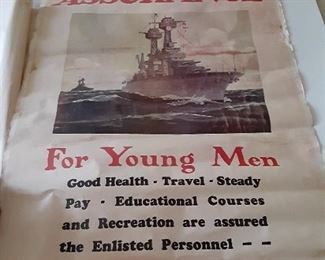 For Young Men
Good Health - Travel - Steady
Pay - Educational Courses
and Recreation are assured
the Enlisted Personnel - -